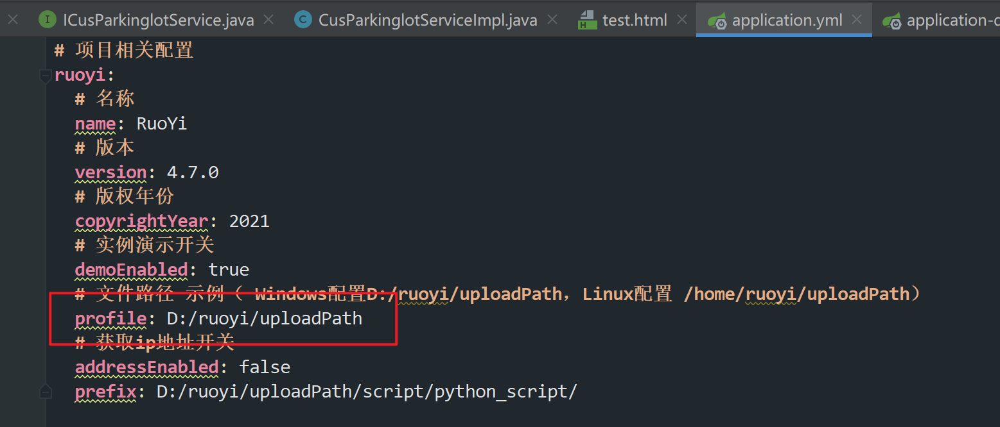 ICusParkinglotService.java CusParkinglotServiceImpl.java test.html application.yml application-
# 项目相关配置
ruoyi:
# 名称
name: RuoYi
# 版本
version: 4.7.0
# 版权年份
copyrightYear: 2021
# 实例演示开关
demoEnabled: true
# 文件路径 示例（ Windows配置D:/ruoyi/uploadPath，Linux配置 /home/ruoyi/uploadPath）
profile: D:/ruoyi/uploadPath
# 获取ip地址开关
addressEnabled: false
prefix: D:/ruoyi/uploadPath/script/python_script/